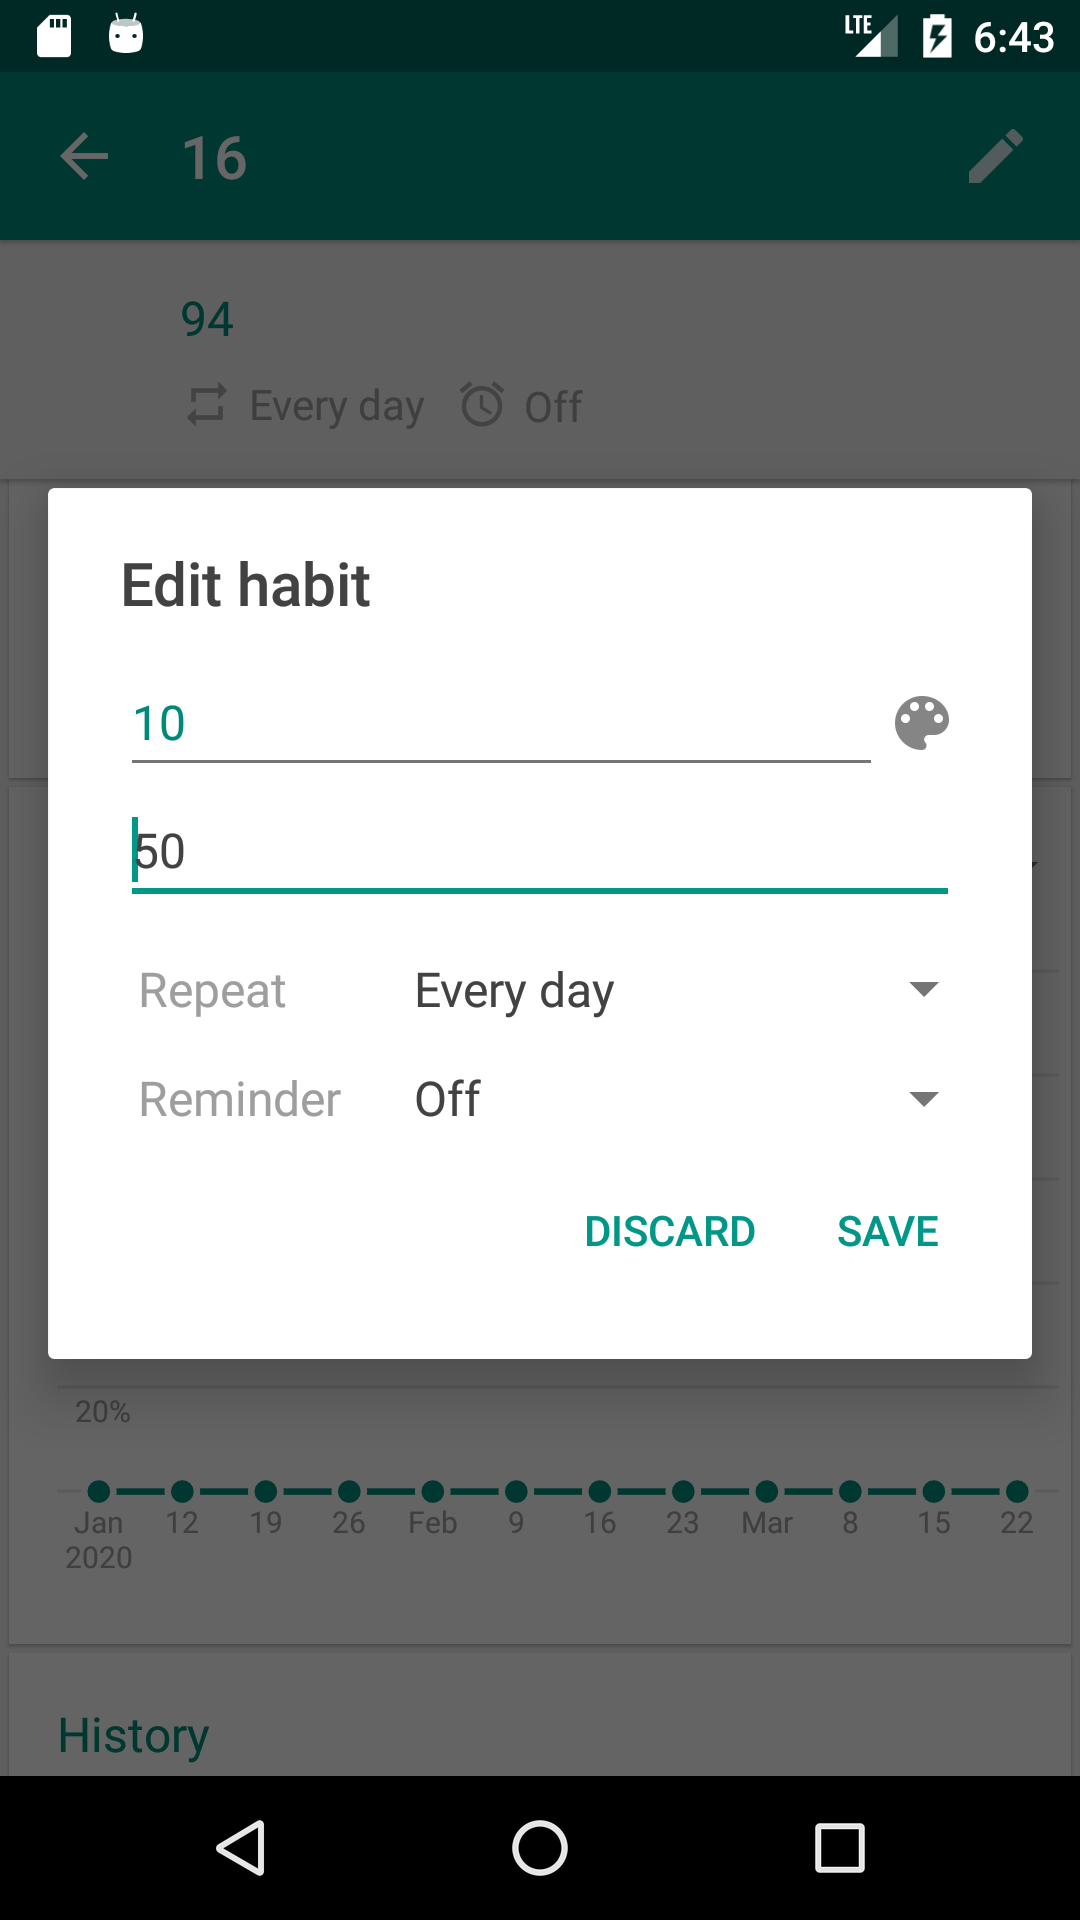 LTE 6:43
16
94
Every day Off
Edit habit
10
50
Repeat Every day
Reminder Off
DISCARD SAVE
20%
Jan 12 19 26 Feb 9 16 23 Mar 8 15 22
2020
History